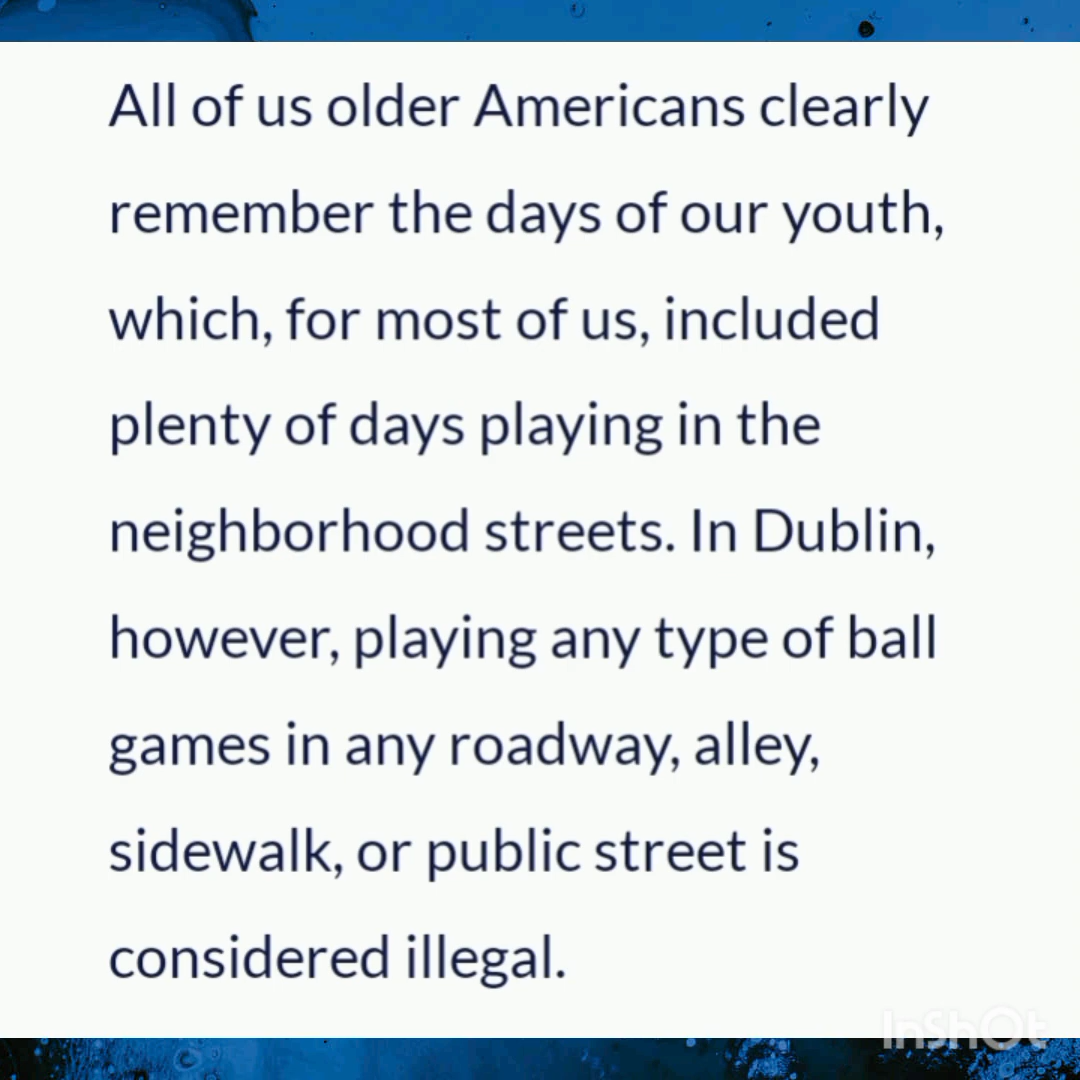 All of us older Americans clearly
remember the days of our youth,
which, for most of us, included
plenty of days playing in the
neighborhood streets. In Dublin,
however, playing any type of ball
games in any roadway, alley,
sidewalk, or public street is
considered illegal.
InShOt